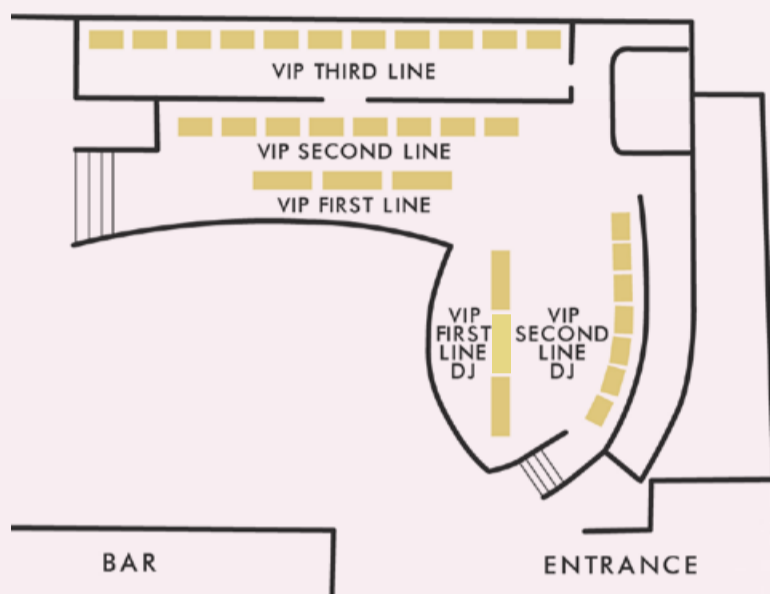 VIP THIRD LINE
VIP SECOND LINE
VIP FIRST LINE
VIP
FIRST
LINE
DJ
VIP
SECOND
LINE
DJ
BAR
ENTRANCE